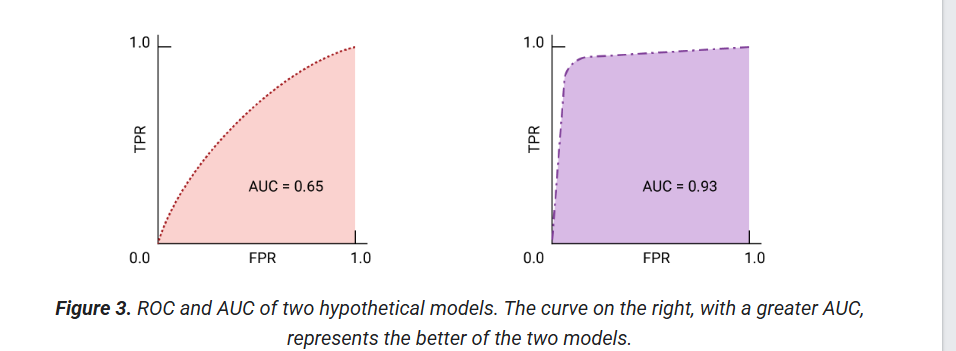 1.0
TPR
AUC = 0.65
0.0
FPR
1.0
1.0
TPR
AUC = 0.93
0.0
FPR
1.0
Figure 3. ROC and AUC of two hypothetical models. The curve on the right, with a greater AUC,
represents the better of the two models.